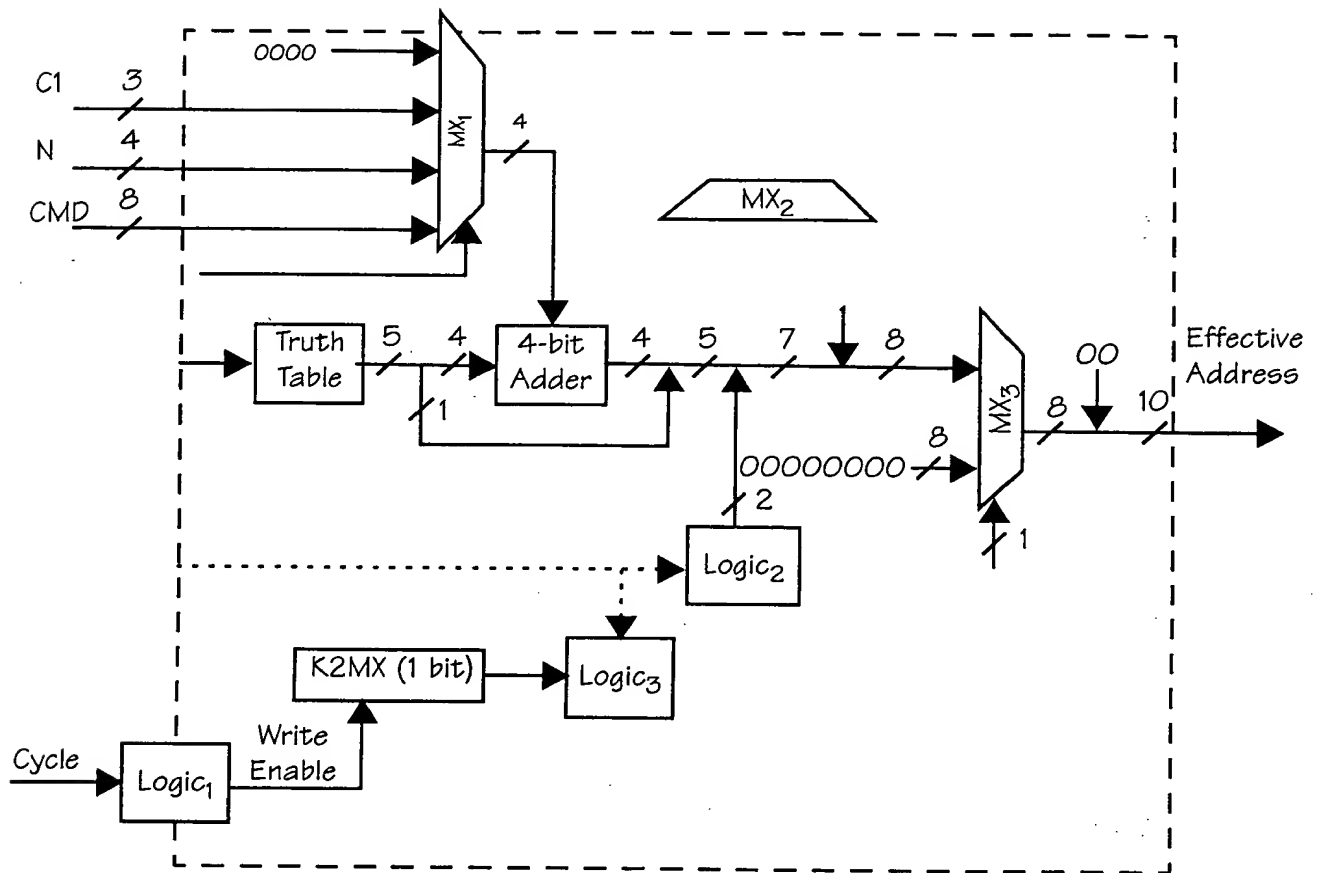 0000
C1
3
N
4
CMD
8
MX1
4
MX2
Truth
Table
5
4
1
4-bit
Adder
4
5
7
1
8
MX3
00
8
10
Effective
Address
00000000
8
2
1
Logic2
K2MX (1 bit)
Logic3
Cycle
Logic1
Write
Enable